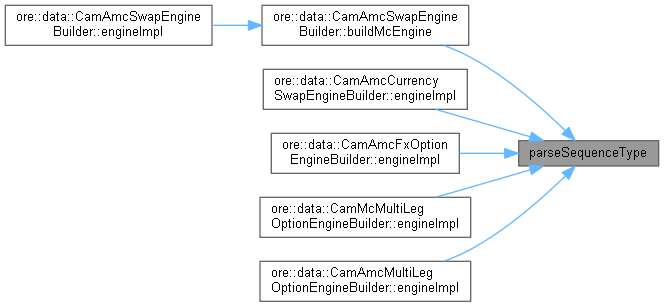 ore::data::CamAmcSwapEngine
Builder::engineImpl
ore::data::CamAmcSwapEngine
Builder::buildMcEngine
ore::data::CamAmcCurrency
SwapEngineBuilder::engineImpl
ore::data::CamAmcFxOption
EngineBuilder::engineImpl
ore::data::CamMcMultiLeg
OptionEngineBuilder::engineImpl
ore::data::CamAmcMultiLeg
OptionEngineBuilder::engineImpl
parseSequenceType